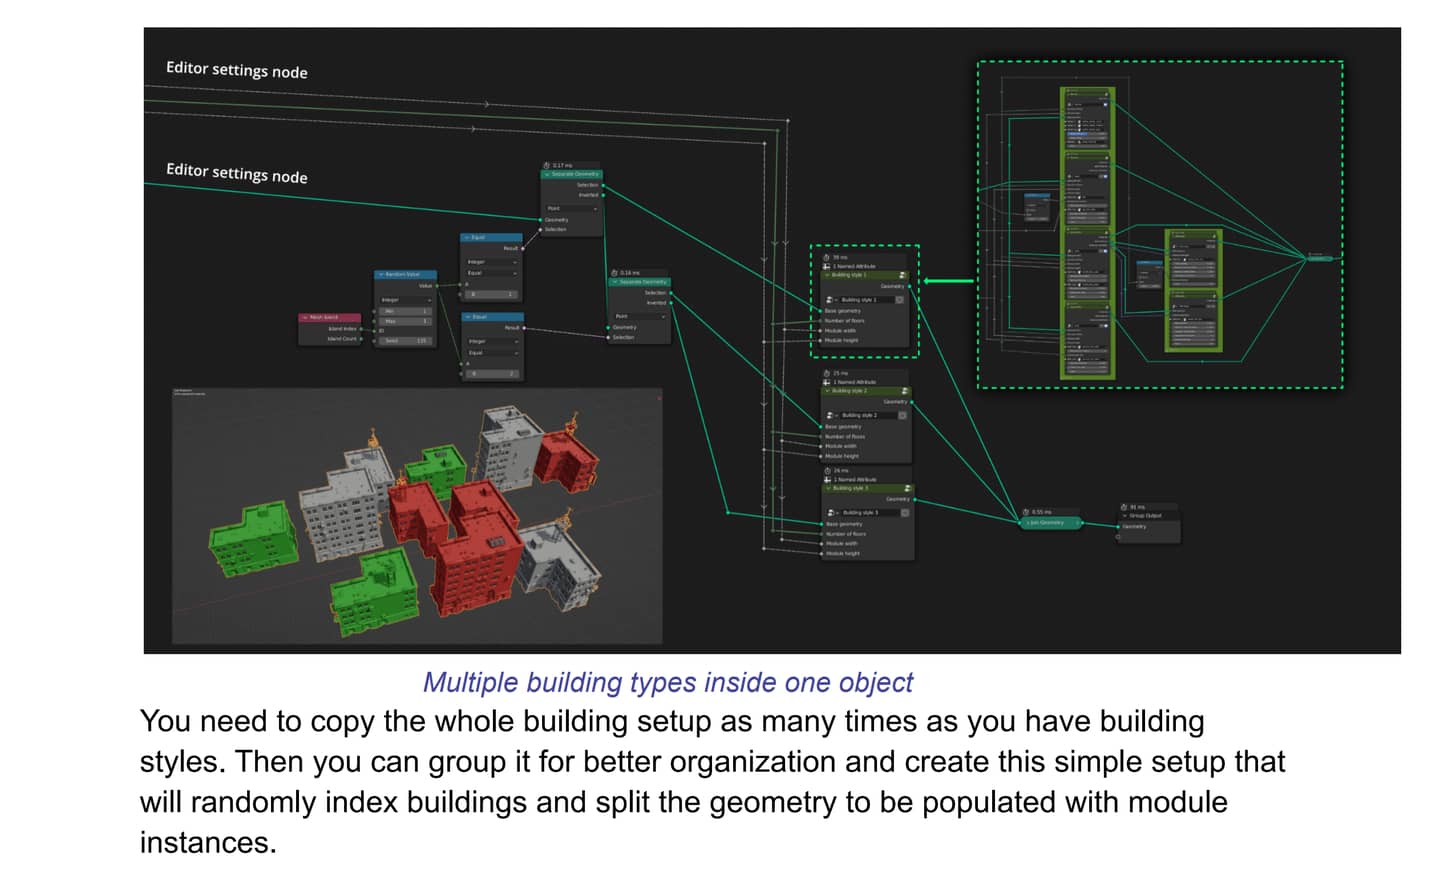 Editor settings node
Editor settings node
0.17 ms
Separate Geometry
Selection
Inverted
Point
Geometry
Selection
Equal
Result
Integer
Equal
A
B 1
Random Value
Value
Integer
Min 1
Max 3
ID
Seed 115
Mesh Island
Island Index
Island Count
Equal
Result
Integer
Equal
A
B 2
0.16 ms
Separate Geometry
Selection
Inverted
Point
Geometry
Selection
39 ms
1 Named Attribute
Building style 1
Geometry
Building style 1
Base geometry
Number of floors
Module width
Module height
25 ms
1 Named Attribute
Building style 2
Geometry
Building style 2
Base geometry
Number of floors
Module width
Module height
26 ms
1 Named Attribute
Building style 3
Geometry
Building style 3
Base geometry
Number of floors
Module width
Module height
0.55 ms
Join Geometry
91 ms
Group Output
Geometry
Multiple building types inside one object
You need to copy the whole building setup as many times as you have building
styles. Then you can group it for better organization and create this simple setup that
will randomly index buildings and split the geometry to be populated with module
instances.